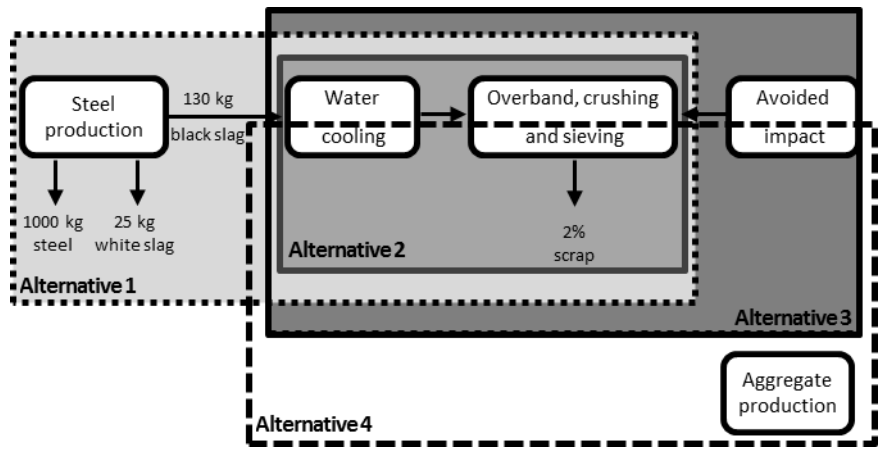 Steel
production
130 kg
black slag
Water
cooling
Overband, crushing
and sieving
Avoided
impact
1000 kg
steel
25 kg
white slag
2%
scrap
Alternative 2
Alternative 1
Alternative 3
Aggregate
production
Alternative 4